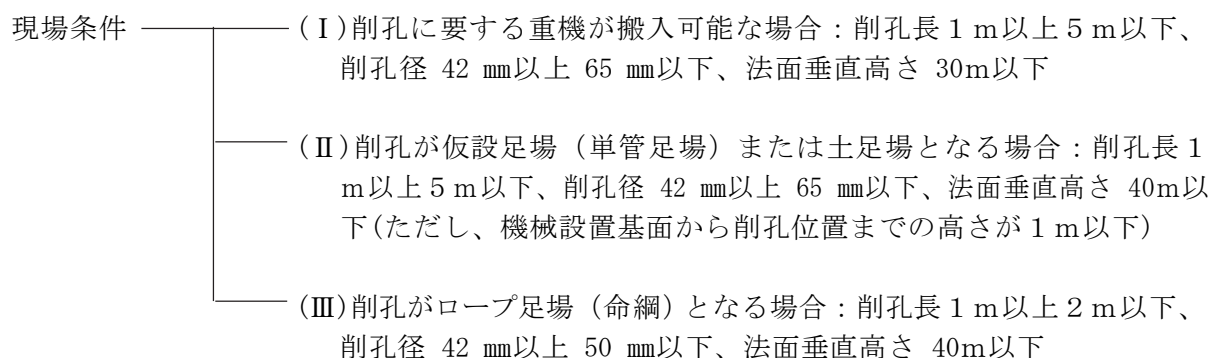 現場条件 (Ⅰ)削孔に要する重機が搬入可能な場合：削孔長１ｍ以上５ｍ以下、
削孔径 42 ㎜以上 65 ㎜以下、法面垂直高さ 30ｍ以下
(Ⅱ)削孔が仮設足場（単管足場）または土足場となる場合：削孔長１
ｍ以上５ｍ以下、削孔径 42 ㎜以上 65 ㎜以下、法面垂直高さ 40ｍ以
下(ただし、機械設置基面から削孔位置までの高さが１ｍ以下)
(Ⅲ)削孔がロープ足場（命綱）となる場合：削孔長１ｍ以上２ｍ以下、
削孔径 42 ㎜以上 50 ㎜以下、法面垂直高さ 40ｍ以下